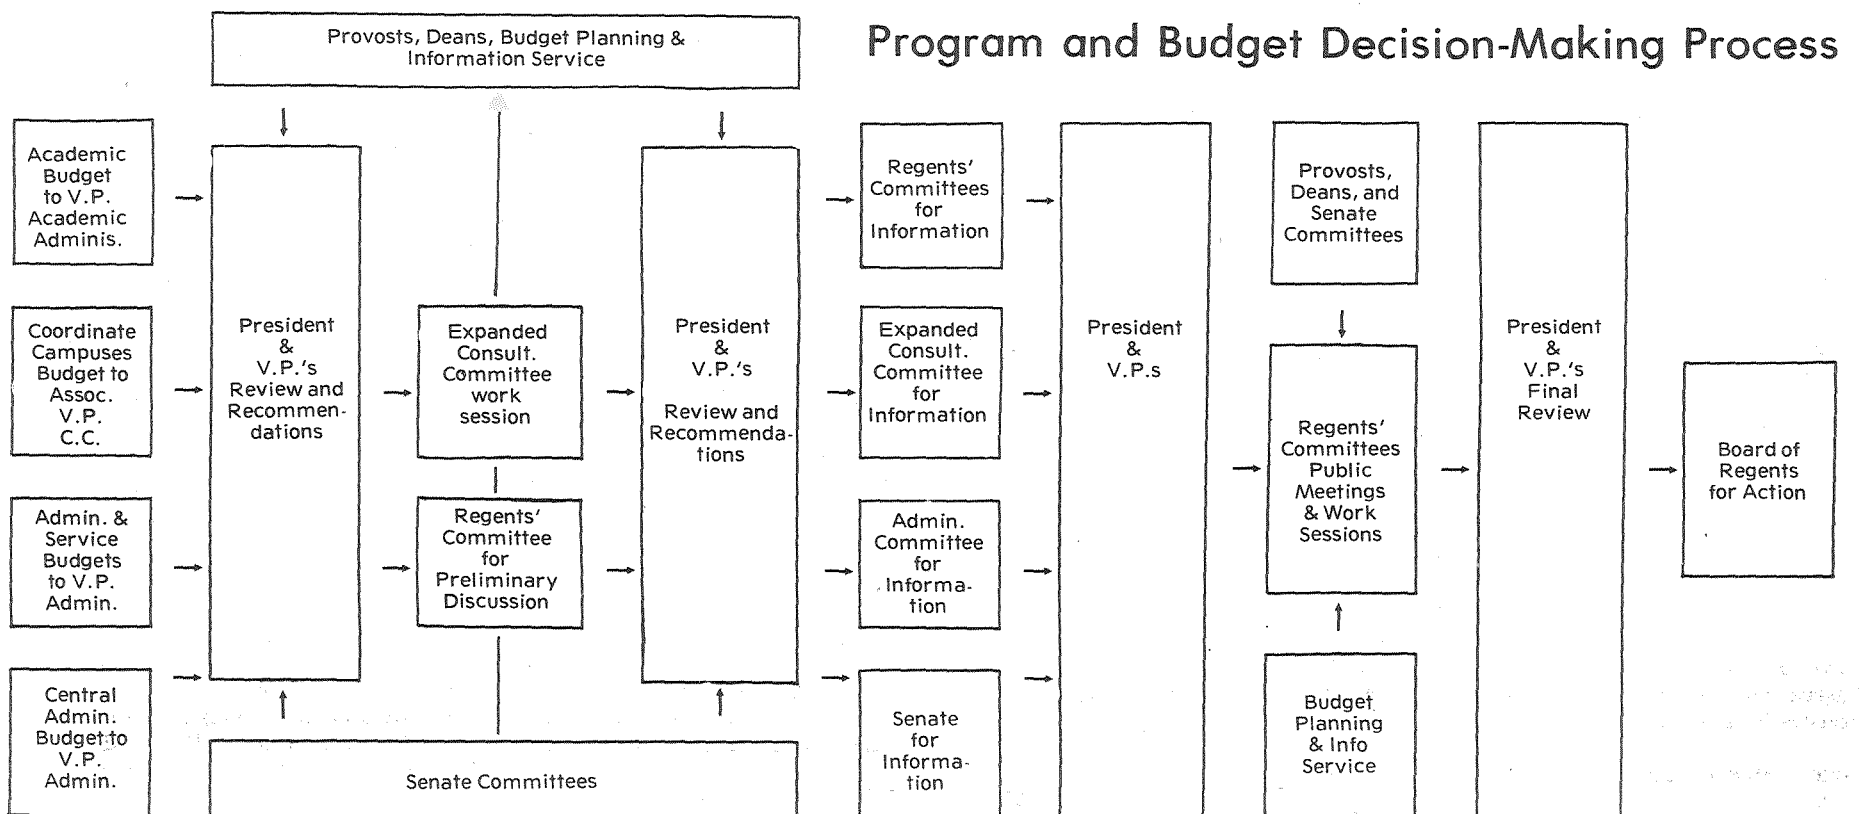 Program and Budget Decision-Making Process
Provosts, Deans, Budget Planning &
Information Service
Academic
Budget
to V.P.
Academic
Adminis.
Coordinate
Campuses
Budget to
Assoc.
V.P.
C.C.
Admin. &
Service
Budgets
to V.P.
Admin.
Central
Admin.
Budget to
V.P.
Admin.
President
&
V.P.'s
Review and
Recommen-
dations
Expanded
Consult.
Committee
work
session
Regents'
Committee
for
Preliminary
Discussion
Senate Committees
President
&
V.P.'s
Review and
Recommenda-
tions
Regents'
Committees
for
Information
Expanded
Consult.
Committee
for
Information
Admin.
Committee
for
Informa-
tion
Senate
for
Informa-
tion
President
&
V.P.s
Provosts,
Deans, and
Senate
Committees
Regents'
Committees
Public
Meetings
& Work
Sessions
Budget
Planning
& Info
Service
President
&
V.P.'s
Final
Review
Board of
Regents
for Action